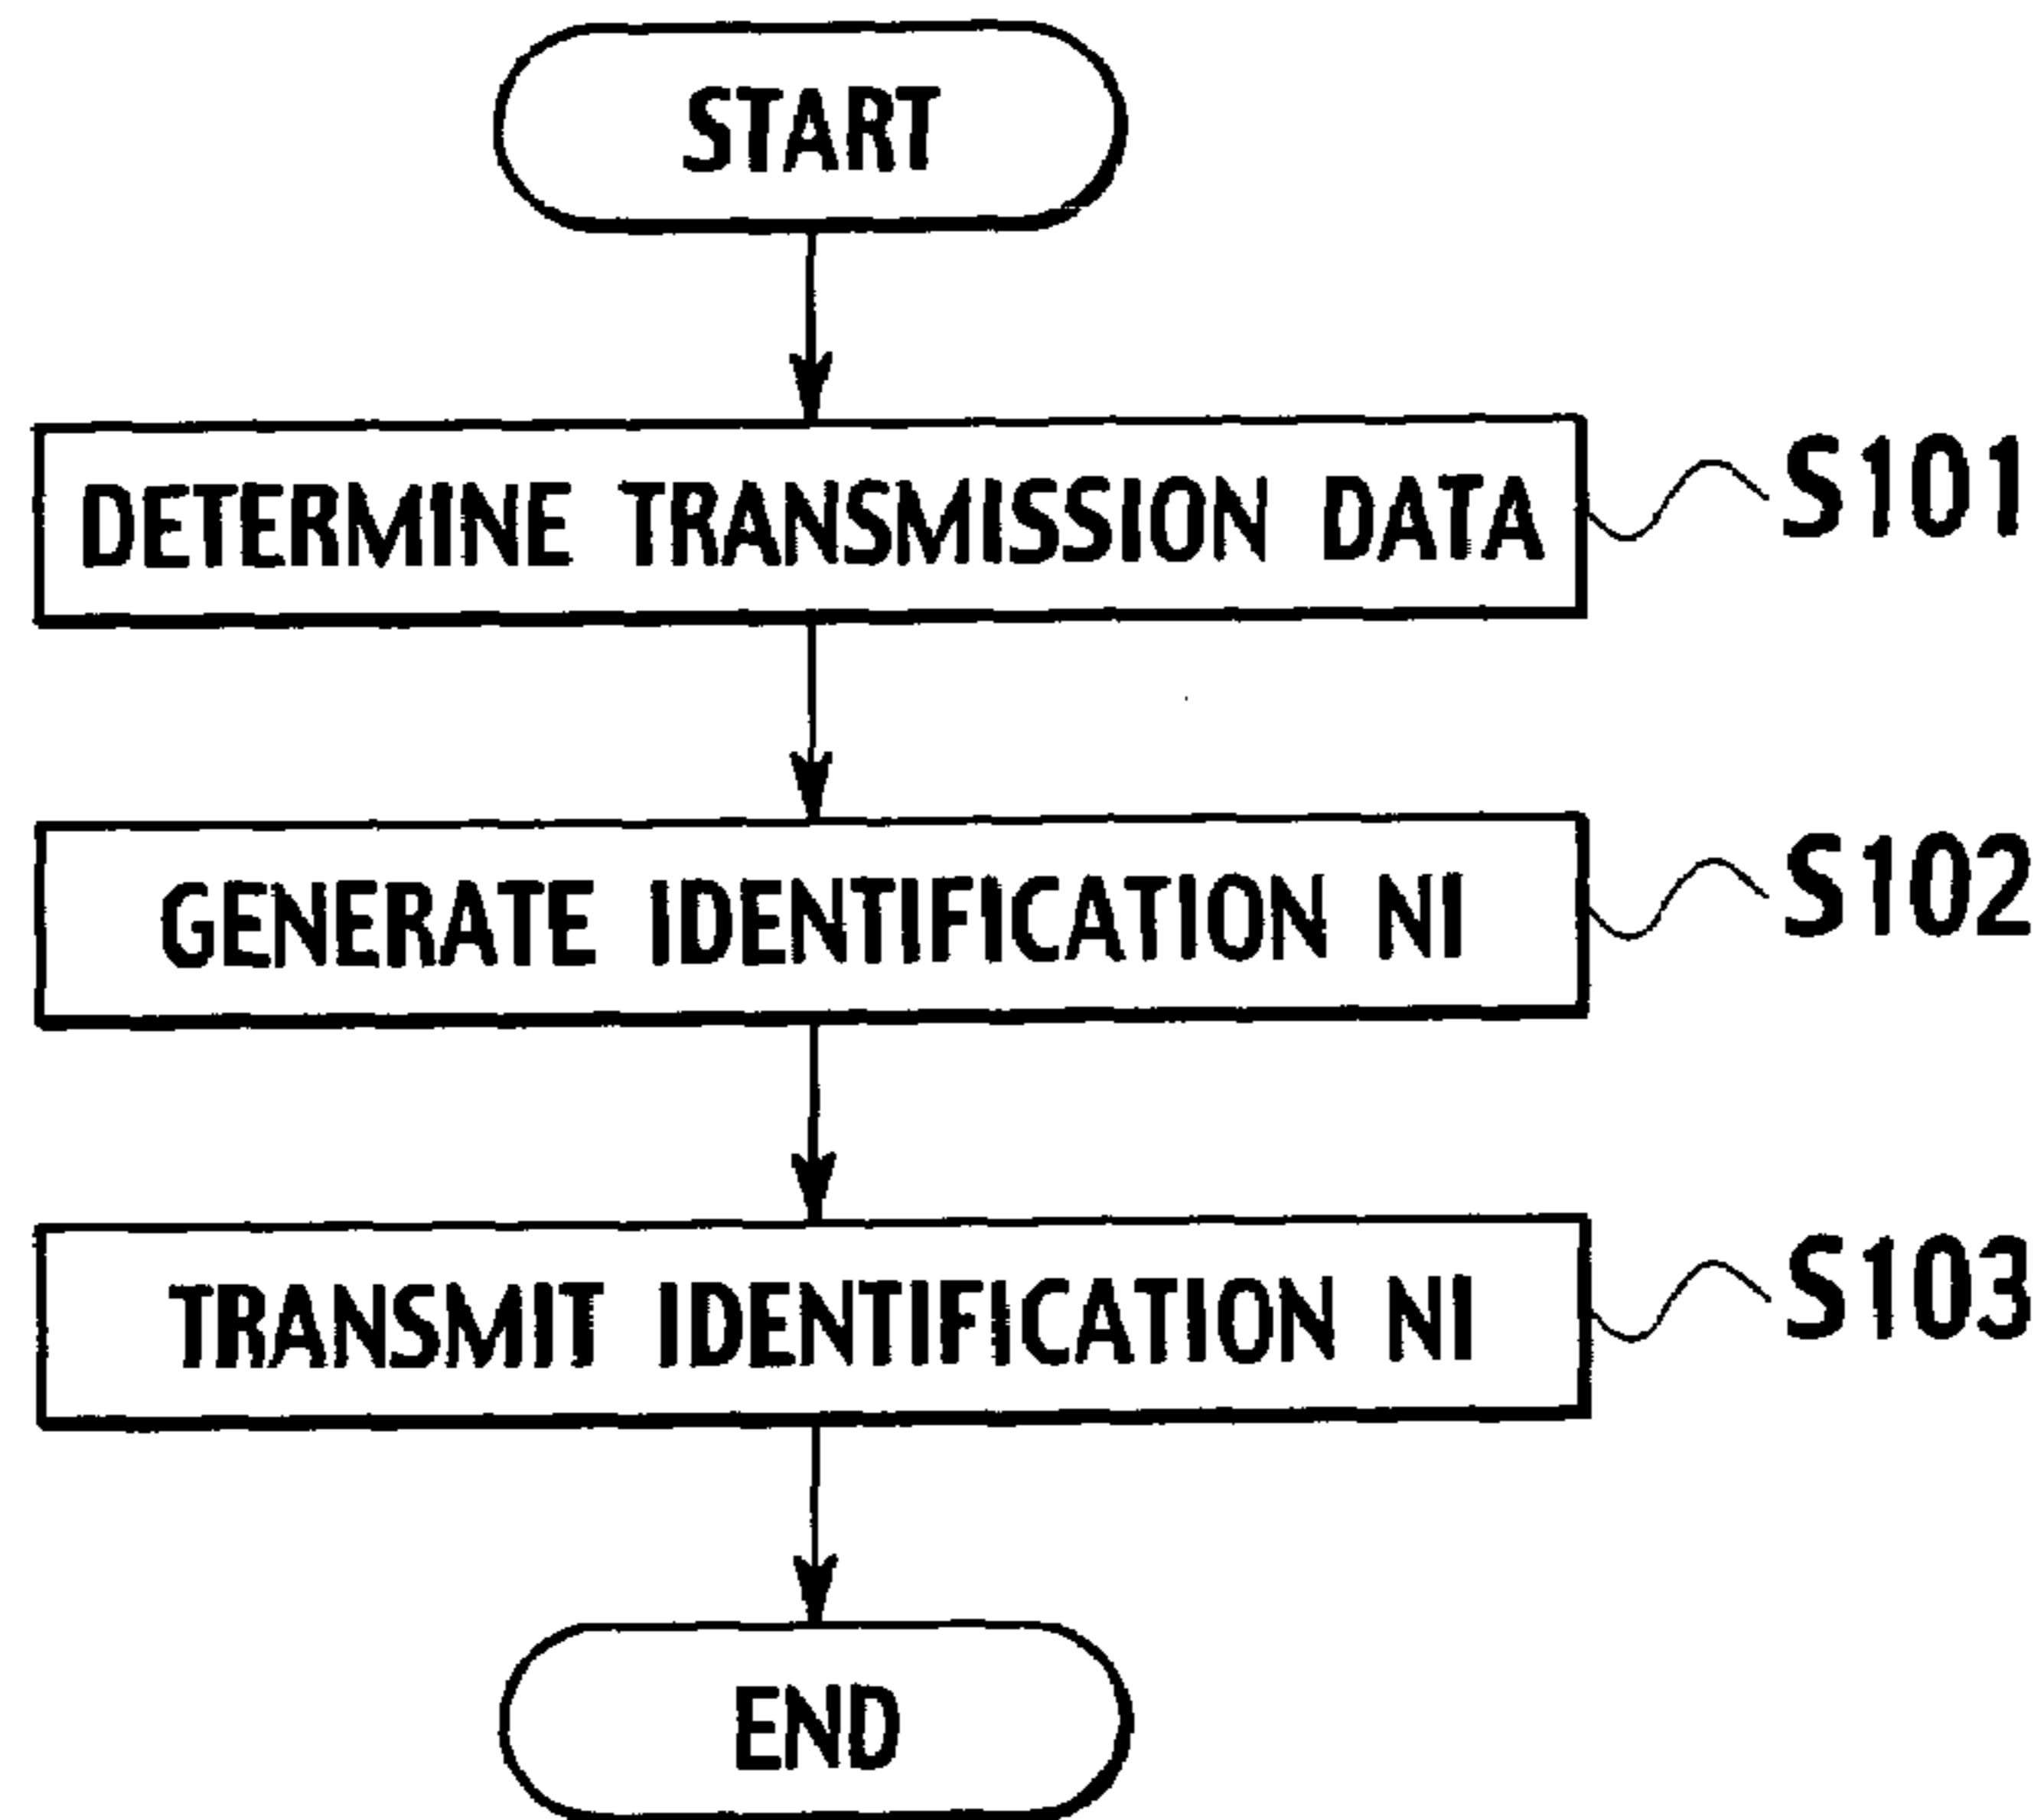 START
DETERMINE TRANSMISSION DATA
S101
GENERATE IDENTIFICATION NI
S102
TRANSMIT IDENTIFICATION NI
S103
END